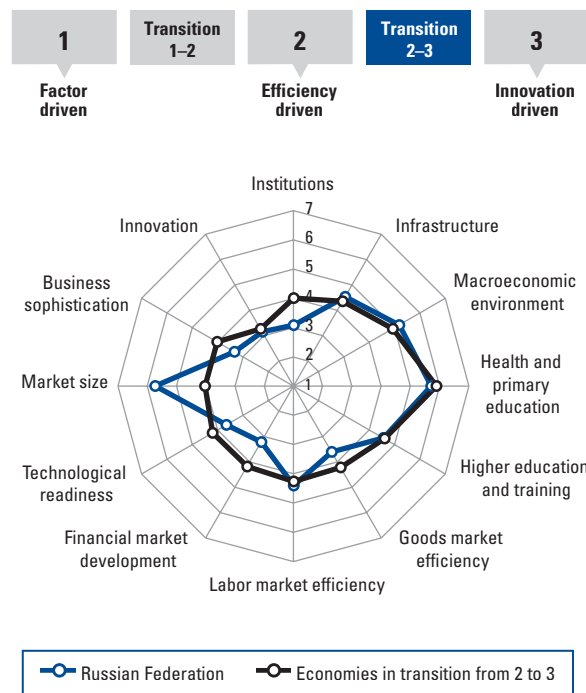 1
Transition
1–2
2
Transition
2–3
3
Factor
driven
Efficiency
driven
Innovation
driven
Institutions
Innovation
Infrastructure
Business
sophistication
Macroeconomic
environment
Market size
Health and
primary
education
Technological
readiness
Higher education
and training
Financial market
development
Goods market
efficiency
Labor market efficiency
7
6
5
4
3
2
1
Russian Federation
Economies in transition from 2 to 3